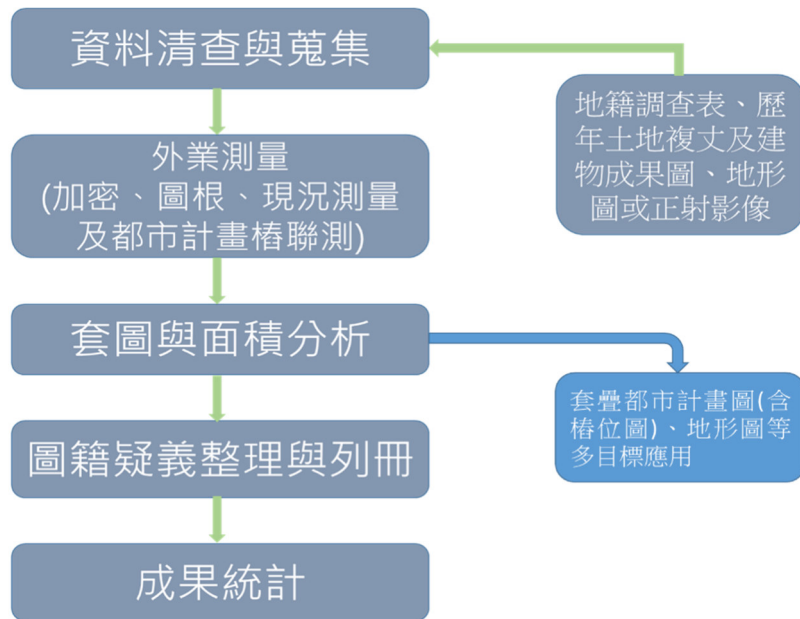 資料清查與蒐集
地籍調查表、歷
年土地複丈及建
物成果圖、地形
圖或正射影像
外業測量
(加密、圖根、現況測量
及都市計畫樁聯測)
套圖與面積分析
套疊都市計畫圖(含
樁位圖)、地形圖等
多目標應用
圖籍疑義整理與列冊
成果統計